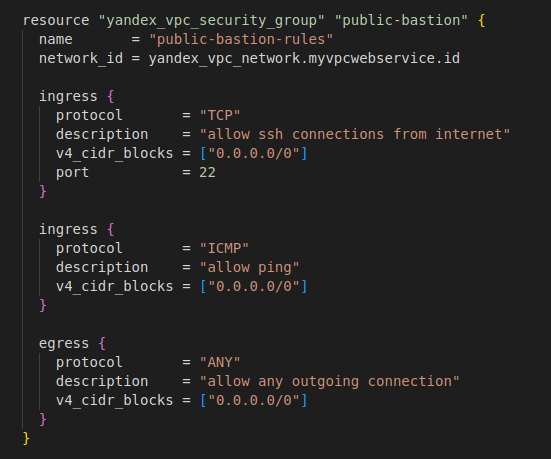 resource "yandex_vpc_security_group" "public-bastion" {
  name       = "public-bastion-rules"
  network_id = yandex_vpc_network.myvpcwebservice.id

  ingress {
    protocol       = "TCP"
    description    = "allow ssh connections from internet"
    v4_cidr_blocks = ["0.0.0.0/0"]
    port           = 22
  }

  ingress {
    protocol       = "ICMP"
    description    = "allow ping"
    v4_cidr_blocks = ["0.0.0.0/0"]
  }

  egress {
    protocol       = "ANY"
    description    = "allow any outgoing connection"
    v4_cidr_blocks = ["0.0.0.0/0"]
  }
}